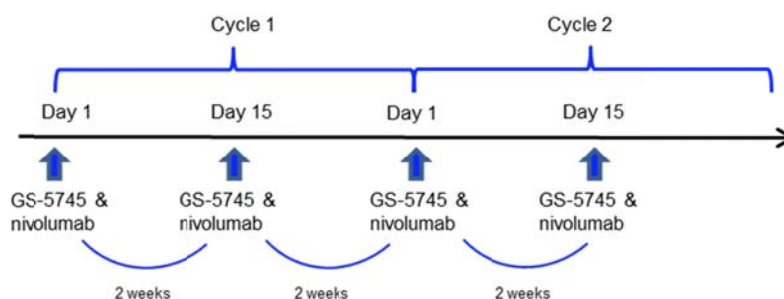 Cycle 1 Cycle 2
Day 1 Day 15 Day 1 Day 15
GS-5745 & GS-5745 & GS-5745 & GS-5745 &
nivolumab nivolumab nivolumab nivolumab
2 weeks 2 weeks 2 weeks